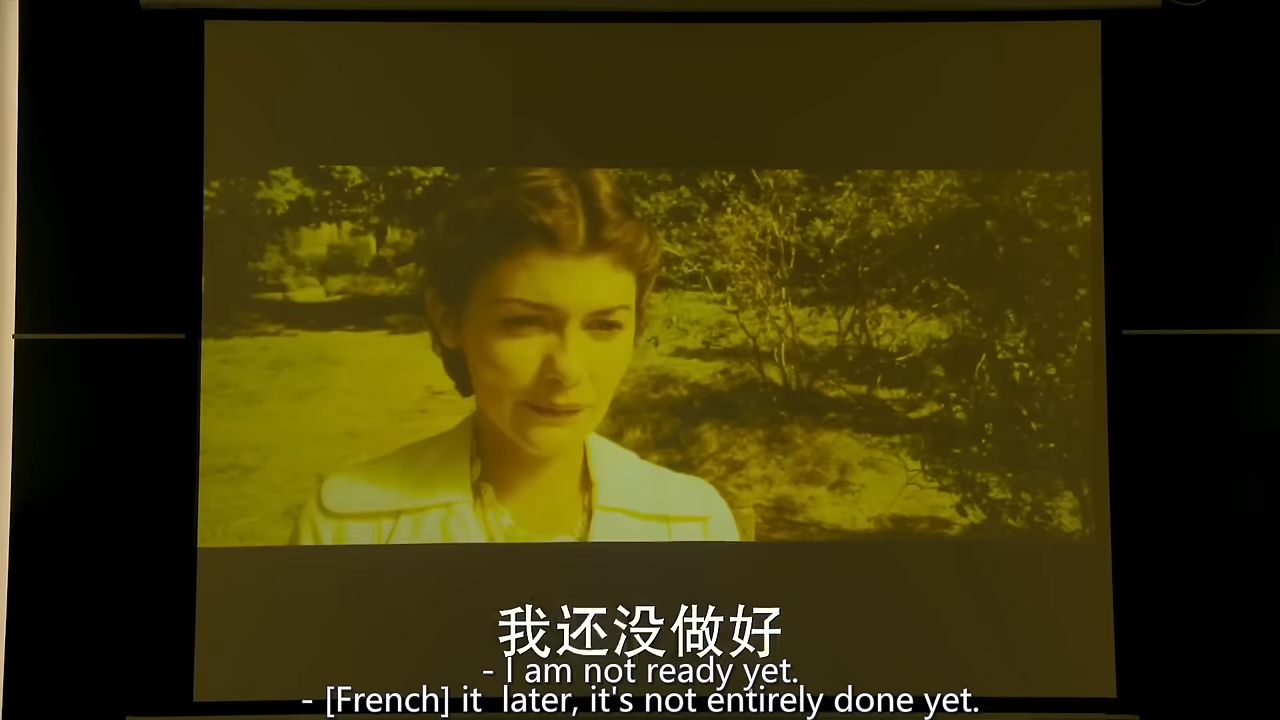 我还没做好
- I am not ready yet.
- [French] it  later, it's not entirely done yet.